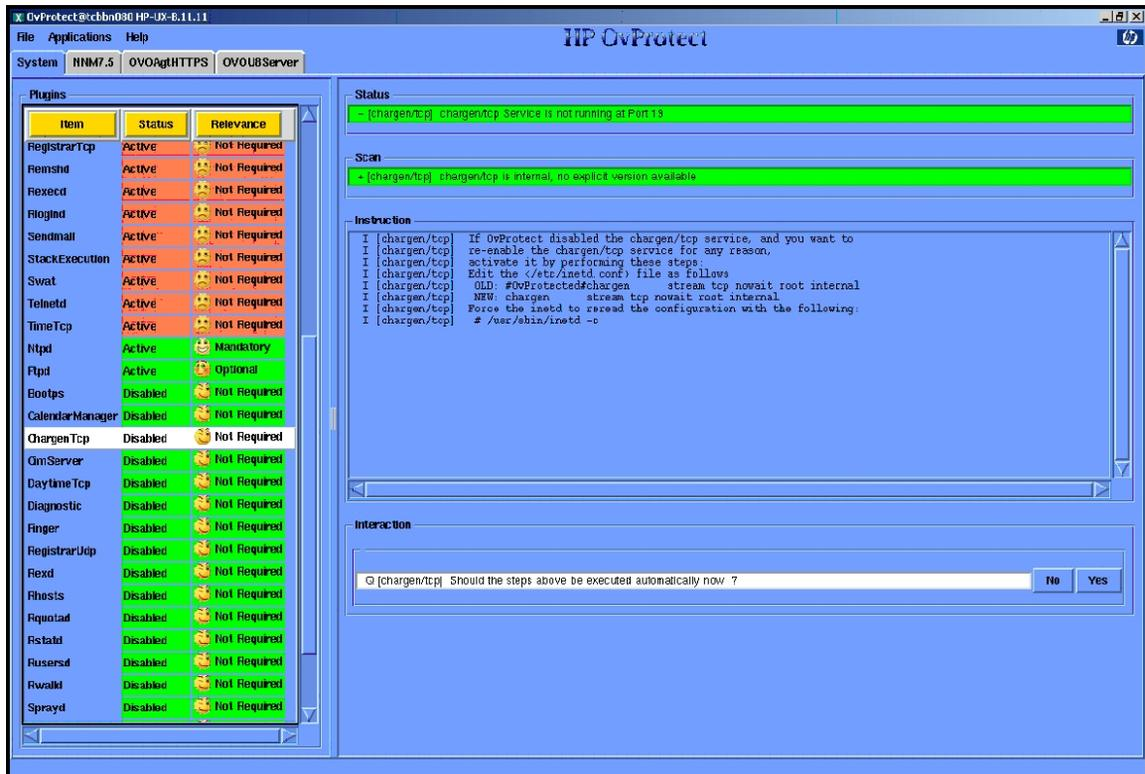 OvProtect@tcbbn080 HP-UX-B.11.11
File Applications Help
HP OvProtect
System NNM7.5 OVOAgtHTTPS OVOU8Server
Plugins
Item Status Relevance
RegistrarTcp Active Not Required
Remshd Active Not Required
Rexecd Active Not Required
Rlogind Active Not Required
Sendmail Active Not Required
StackExecution Active Not Required
Swat Active Not Required
Telnetd Active Not Required
TimeTcp Active Not Required
Ntpd Active Mandatory
Ftpd Active Optional
Bootps Disabled Not Required
CalendarManager Disabled Not Required
ChargenTcp Disabled Not Required
CimServer Disabled Not Required
DaytimeTcp Disabled Not Required
Diagnostic Disabled Not Required
Finger Disabled Not Required
RegistrarUdp Disabled Not Required
Rexd Disabled Not Required
Rhosts Disabled Not Required
Rquotad Disabled Not Required
Rstatd Disabled Not Required
Rusersd Disabled Not Required
Rwalld Disabled Not Required
Sprayd Disabled Not Required
Status
- [chargen/tcp] chargen/tcp Service is not running at Port 19
Scan
+ [chargen/tcp] chargen/tcp is internal, no explicit version available
Instruction
I [chargen/tcp] If OvProtect disabled the chargen/tcp service, and you want to
I [chargen/tcp] re-enable the chargen/tcp service for any reason,
I [chargen/tcp] activate it by performing these steps:
I [chargen/tcp] Edit the </etc/inetd.conf> file as follows
I [chargen/tcp] OLD: #OvProtected#chargen stream tcp nowait root internal
I [chargen/tcp] NEW: chargen stream tcp nowait root internal
I [chargen/tcp] Force the inetd to reread the configuration with the following:
I [chargen/tcp] # /usr/sbin/inetd -c
Interaction
Q [chargen/tcp] Should the steps above be executed automatically now ?
No Yes